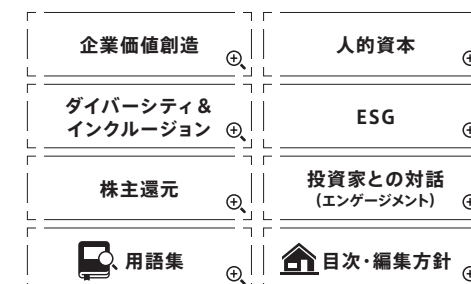 企業価値創造
人的資本
ダイバーシティ&
インクルージョン
ESG
株主還元
投資家との対話
(エンゲージメント)
用語集
目次・編集方針